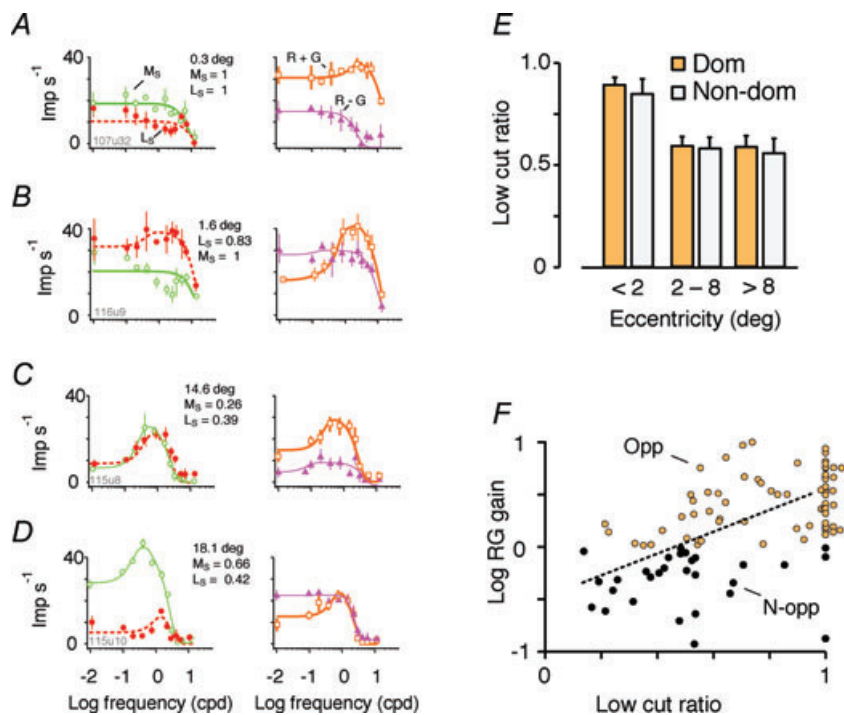 A
Imp s-1
40
20
0
Ms
Ls
0.3 deg
Ms = 1
Ls = 1
107u32
R + G
R - G
B
Imp s-1
40
20
0
1.6 deg
Ls = 0.83
Ms = 1
116u9
C
Imp s-1
40
20
0
14.6 deg
Ms = 0.26
Ls = 0.39
115u8
D
Imp s-1
40
20
0
18.1 deg
Ms = 0.66
Ls = 0.42
115u10
-2 -1 0 1
Log frequency (cpd)
-2 -1 0 1
Log frequency (cpd)
E
Low cut ratio
1.0
0.5
0
Dom
Non-dom
< 2 2 – 8 > 8
Eccentricity (deg)
F
Log RG gain
1
-0
-1
Opp
N-opp
0 1
Low cut ratio